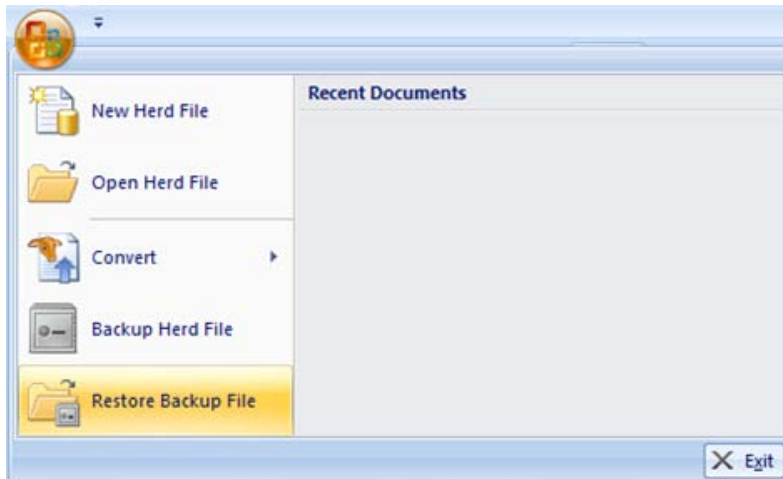 New Herd File
Recent Documents
Open Herd File
Convert
Backup Herd File
Restore Backup File
Exit